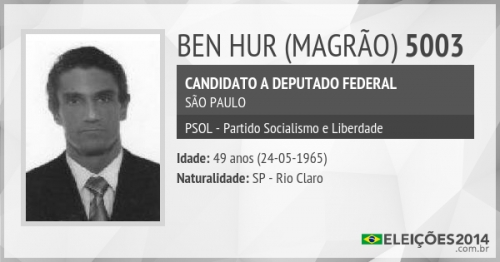 BEN HUR (MAGRÃO) 5003
CANDIDATO A DEPUTADO FEDERAL
SÃO PAULO
PSOL - Partido Socialismo e Liberdade
Idade: 49 anos (24-05-1965)
Naturalidade: SP - Rio Claro
ELEIÇÕES2014
.com.br